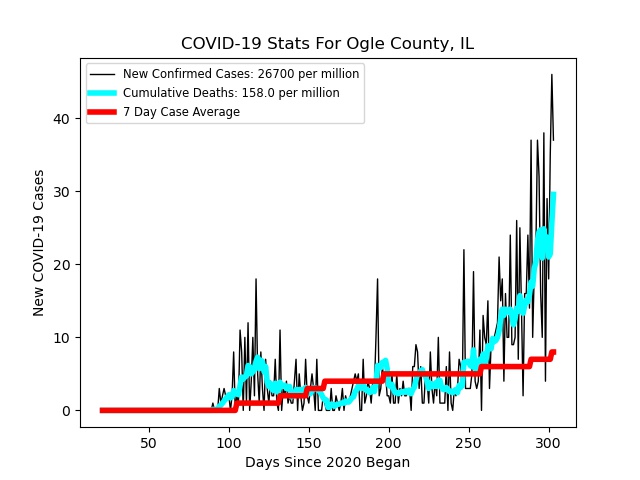 COVID-19 Stats For Ogle County, IL
New Confirmed Cases: 26700 per million
Cumulative Deaths: 158.0 per million
7 Day Case Average
New COVID-19 Cases
40
30
20
10
0
50 100 150 200 250 300
Days Since 2020 Began